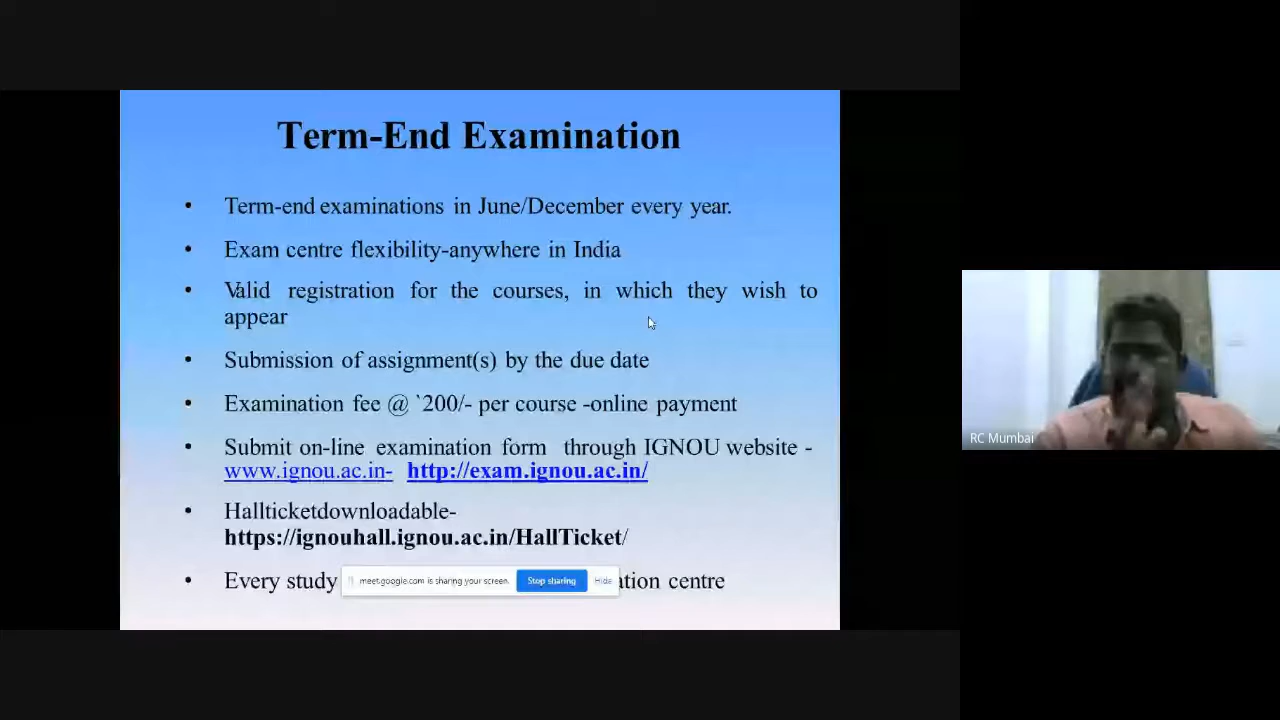 Term-End Examination
• Term-end examinations in June/December every year.
• Exam centre flexibility-anywhere in India
• Valid registration for the courses, in which they wish to
appear
• Submission of assignment(s) by the due date
• Examination fee @ `200/- per course -online payment
• Submit on-line examination form through IGNOU website -
www.ignou.ac.in- http://exam.ignou.ac.in/
• Hallticketdownloadable-
https://ignouhall.ignou.ac.in/HallTicket/
• Every study ation centre
meet.google.com is sharing your screen. Stop sharing Hide
RC Mumbai